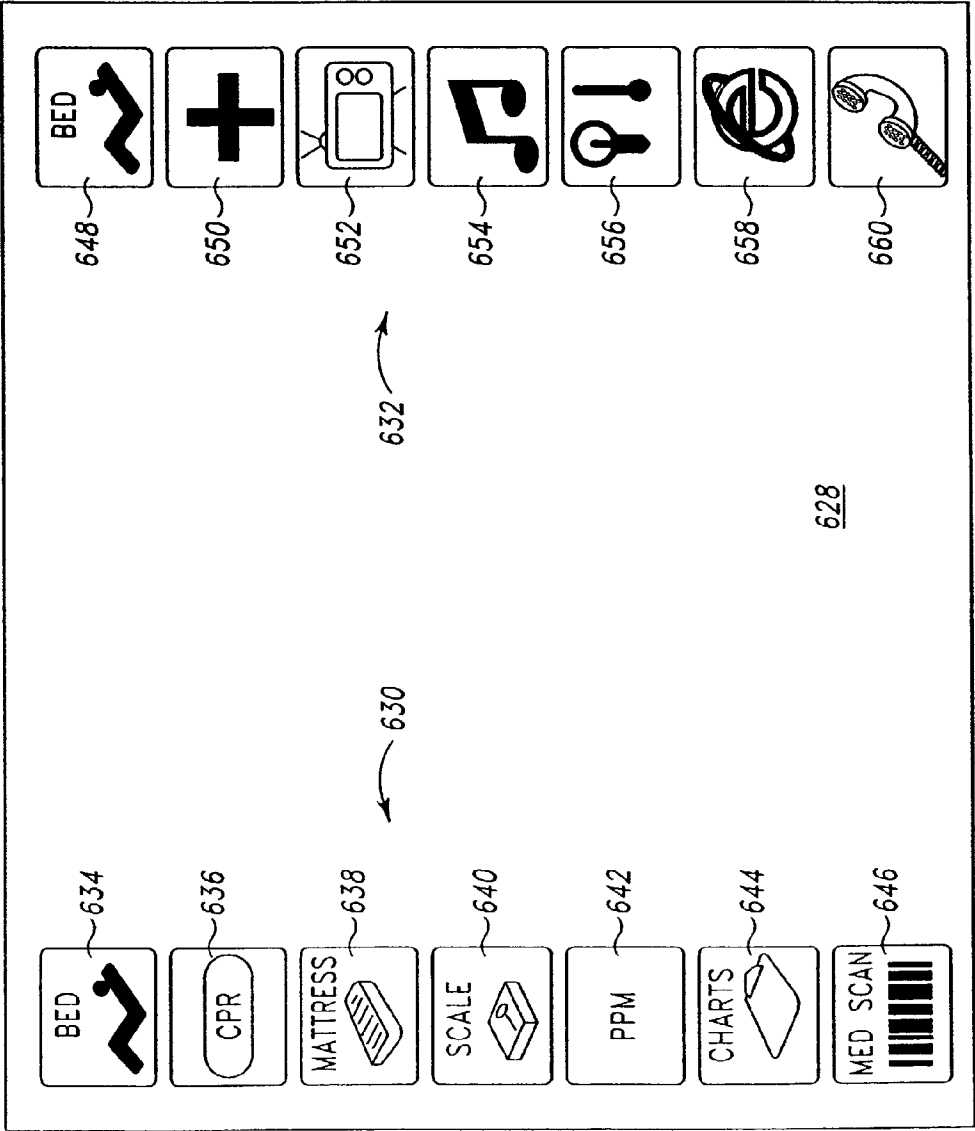 BED 634 648 BED
CPR 636 650
MATTRESS 638 652
630 632
SCALE 640 654
PPM 642 656
CHARTS 644 658
628
MED SCAN 646 660